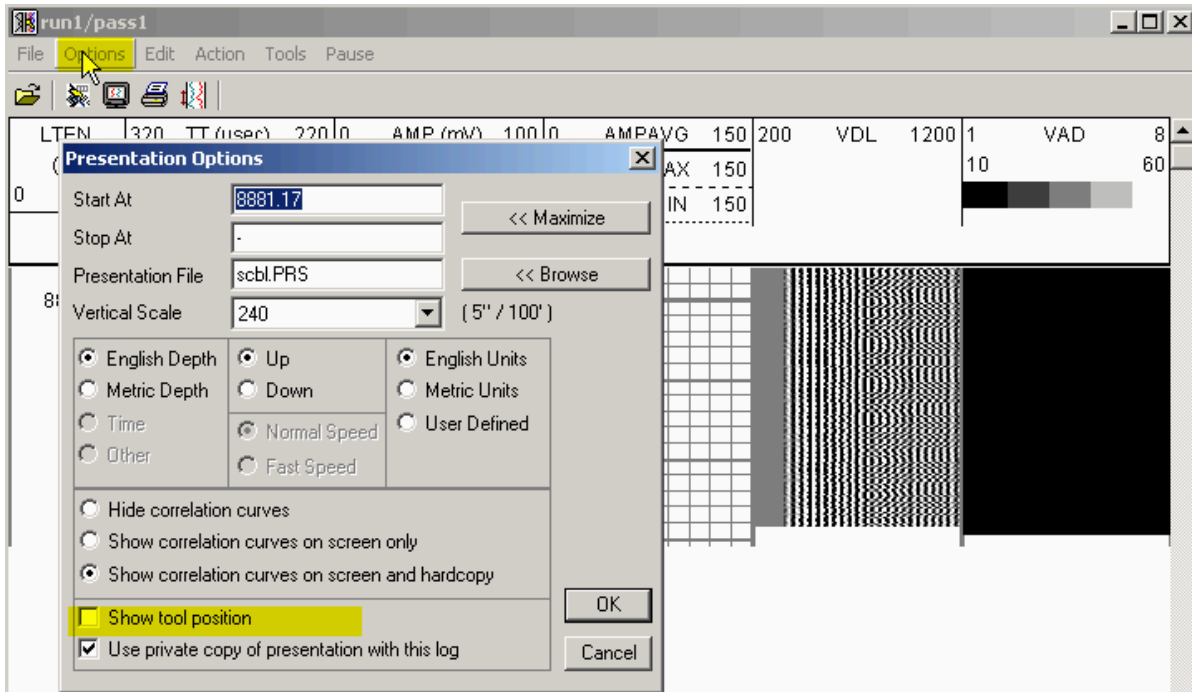 run1/pass1
File Options Edit Action Tools Pause
LTEN 320 TT (usec) 220 0 AMP (mV) 100 0 AMPAVG 150 200 VDL 1200 1 VAD 8
( AX 150 10 60
0 IN 150
Presentation Options
Start At 8881.17 << Maximize
Stop At -
Presentation File scbl.PRS << Browse
88
Vertical Scale 240 ( 5" / 100' )
English Depth Up English Units
Metric Depth Down Metric Units
Time Normal Speed User Defined
Other Fast Speed
Hide correlation curves
Show correlation curves on screen only
Show correlation curves on screen and hardcopy
Show tool position OK
Use private copy of presentation with this log Cancel